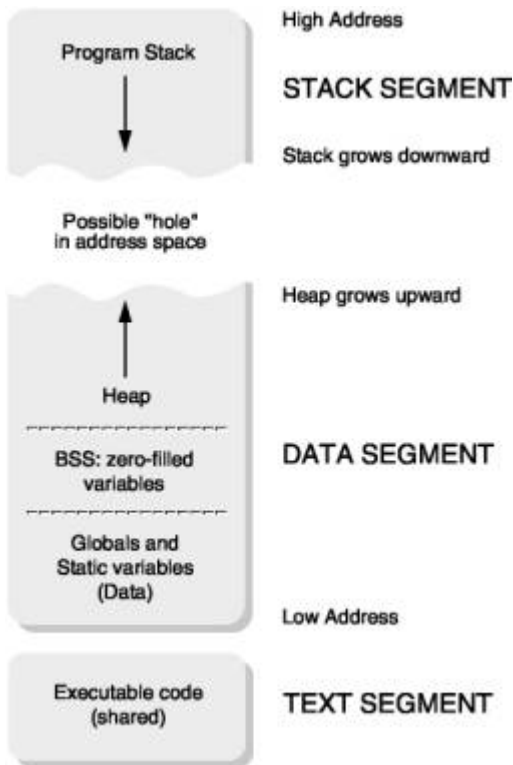 High Address
Program Stack
STACK SEGMENT
Stack grows downward
Possible "hole"
in address space
Heap grows upward
Heap
BSS: zero-filled
variables
DATA SEGMENT
Globals and
Static variables
(Data)
Low Address
Executable code
(shared)
TEXT SEGMENT